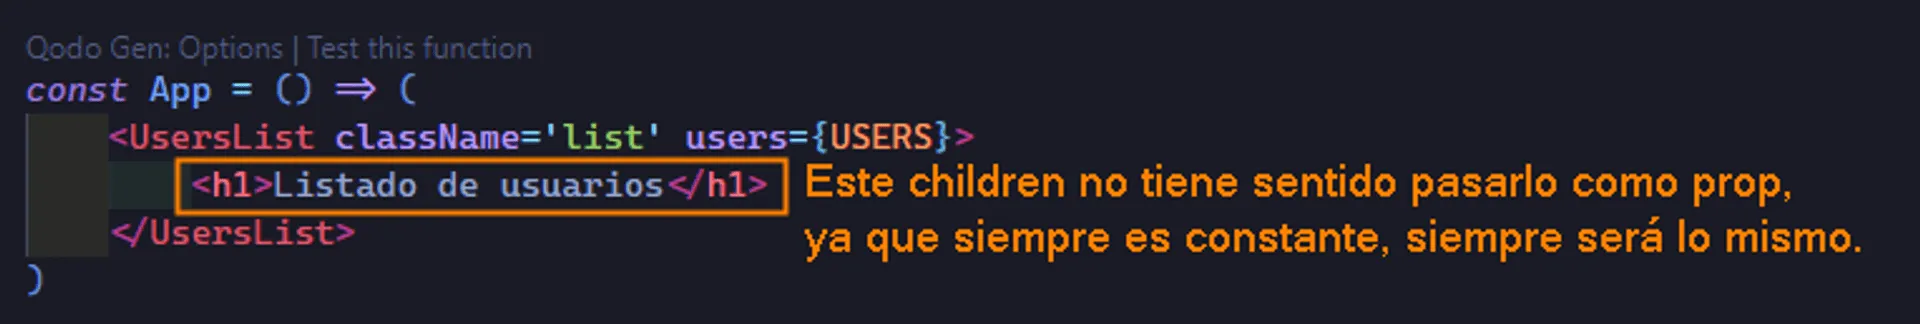 Qodo Gen: Options | Test this function
const App = () => (
<UsersList className='list' users={USERS}>
<h1>Listado de usuarios</h1> Este children no tiene sentido pasarlo como prop,
</UsersList> ya que siempre es constante, siempre será lo mismo.
)